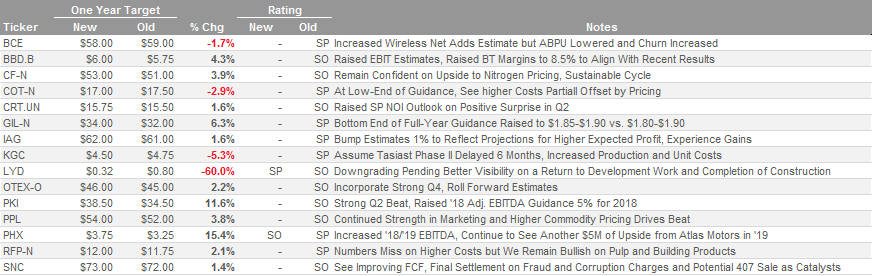 One Year Target Rating
Ticker New Old % Chg New Old Notes
BCE $58.00 $59.00 -1.7% - SP Increased Wireless Net Adds Estimate but ABPU Lowered and Churn Increased
BBD.B $6.00 $5.75 4.3% - SO Raised EBIT Estimates, Raised BT Margins to 8.5% to Align With Recent Results
CF-N $53.00 $51.00 3.9% - SO Remain Confident on Upside to Nitrogen Pricing, Sustainable Cycle
COT-N $17.00 $17.50 -2.9% - SP At Low-End of Guidance, See higher Costs Partiall Offset by Pricing
CRT.UN $15.75 $15.50 1.6% - SO Raised SP NOI Outlook on Positive Surprise in Q2
GIL-N $34.00 $32.00 6.3% - SP Bottom End of Full-Year Guidance Raised to $1.85-$1.90 vs. $1.80-$1.90
IAG $62.00 $61.00 1.6% - SP Bump Estimates 1% to Reflect Projections for Higher Expected Profit, Experience Gains
KGC $4.50 $4.75 -5.3% - SP Assume Tasiast Phase II Delayed 6 Months, Increased Production and Unit Costs
LYD $0.32 $0.80 -60.0% SP SO Downgrading Pending Better Visibility on a Return to Development Work and Completion of Construction
OTEX-O $46.00 $45.00 2.2% - SO Incorporate Strong Q4, Roll Forward Estimates
PKI $38.50 $34.50 11.6% - SO Strong Q2 Beat, Raised '18 Adj. EBITDA Guidance 5% for 2018
PPL $54.00 $52.00 3.8% - SO Continued Strength in Marketing and Higher Commodity Pricing Drives Beat
PHX $3.75 $3.25 15.4% SO SP Increased '18/'19 EBITDA, Continue to See Another $5M of Upside from Atlas Motors in '19
RFP-N $12.00 $11.75 2.1% - SP Numbers Miss on Higher Costs but We Remain Bullish on Pulp and Building Products
SNC $73.00 $72.00 1.4% - SO See Improving FCF, Final Settlement on Fraud and Corruption Charges and Potential 407 Sale as Catalysts